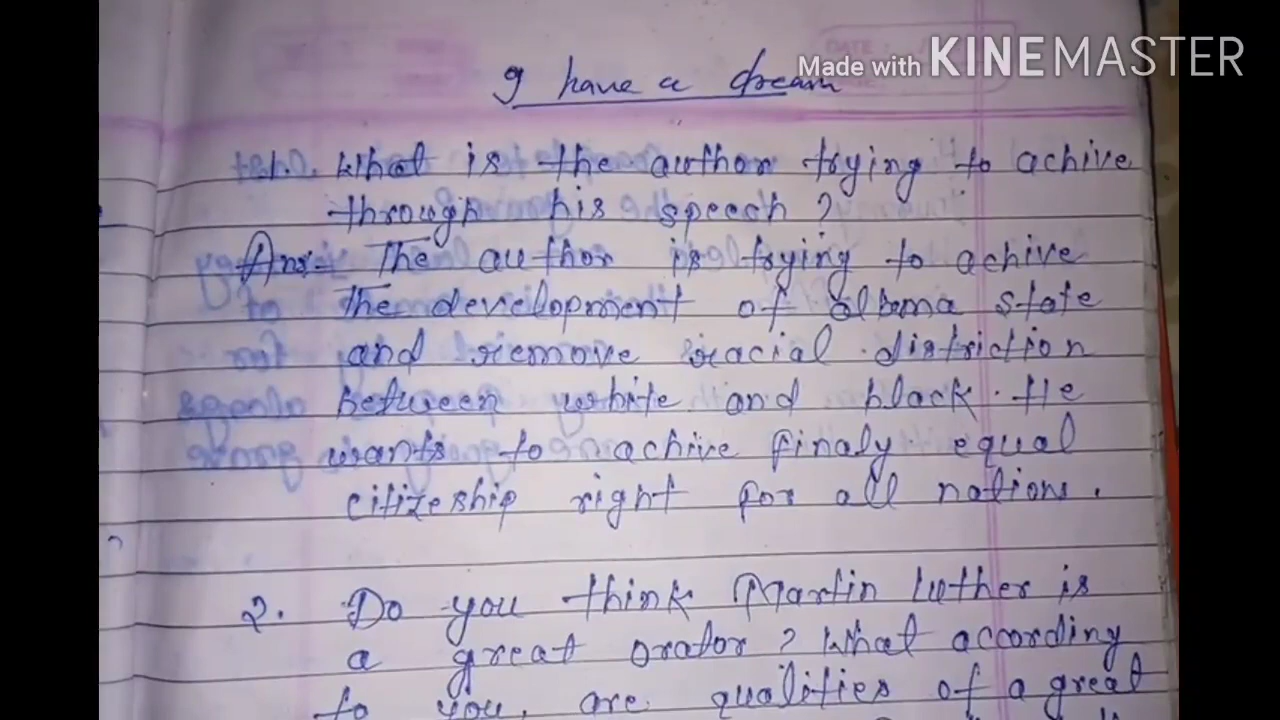 I have a dream
Made with KINEMASTER
1. What is the author trying to achive
through his speech?
Ans- The author is trying to achive
the development of albma state
and remove racial distriction
between white and black. He
wants to achive finaly equal
citizeship right for all nations.
2. Do you think Martin luther is
a great orator? What according
to you, are qualities of a great